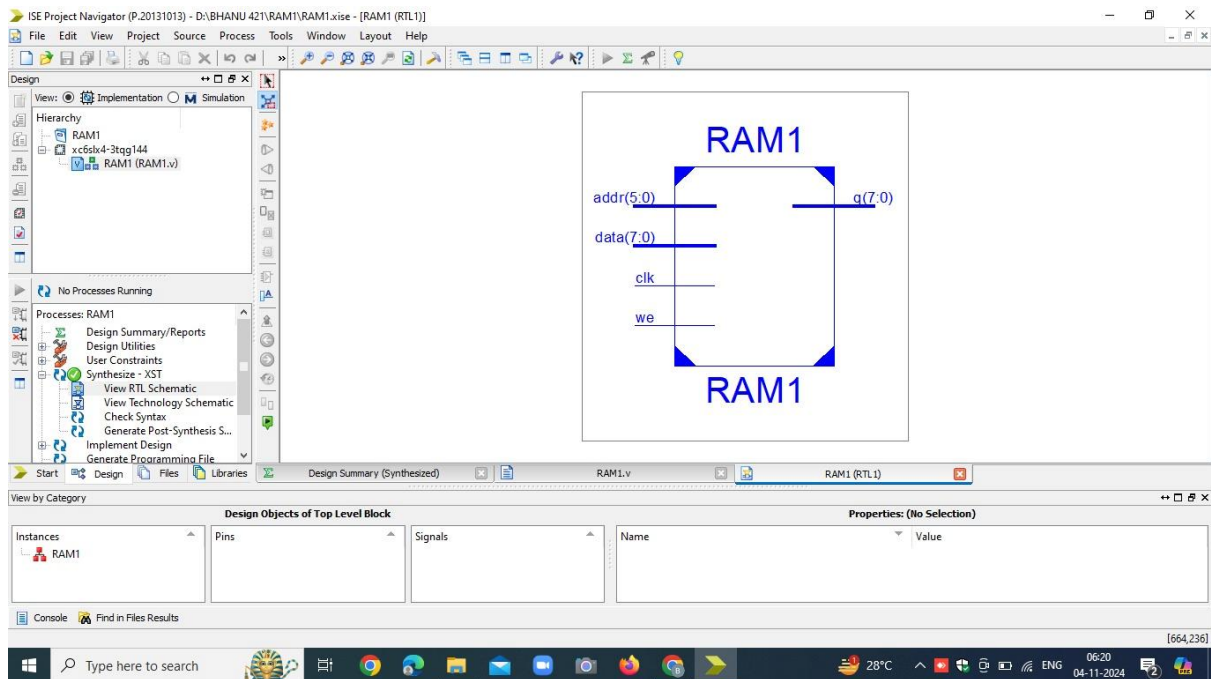 ISE Project Navigator (P.20131013) - D:\BHANU 421\RAM1\RAM1.xise - [RAM1 (RTL1)]
File Edit View Project Source Process Tools Window Layout Help
Design
View: Implementation Simulation
Hierarchy
RAM1
xc6slx4-3tqg144
RAM1 (RAM1.v)
No Processes Running
Processes: RAM1
Design Summary/Reports
Design Utilities
User Constraints
Synthesize - XST
View RTL Schematic
View Technology Schematic
Check Syntax
Generate Post-Synthesis S...
Implement Design
Generate Programming File
Start Design Files Libraries
RAM1
addr(5:0) q(7:0)
data(7:0)
clk
we
RAM1
Design Summary (Synthesized) RAM1.v RAM1 (RTL1)
View by Category
Design Objects of Top Level Block Properties: (No Selection)
Instances Pins Signals Name Value
RAM1
Console Find in Files Results
[664,236]
Type here to search 28°C ENG 06:20
04-11-2024